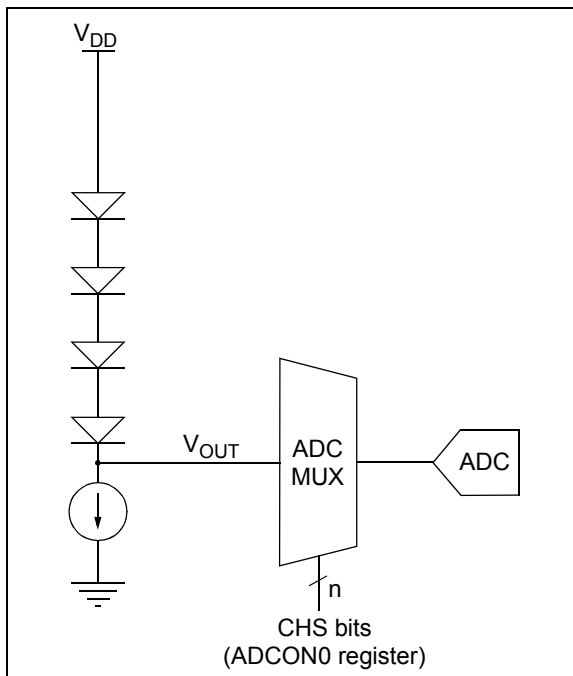 VDD
VOUT
ADC
MUX
ADC
n
CHS bits
(ADCON0 register)